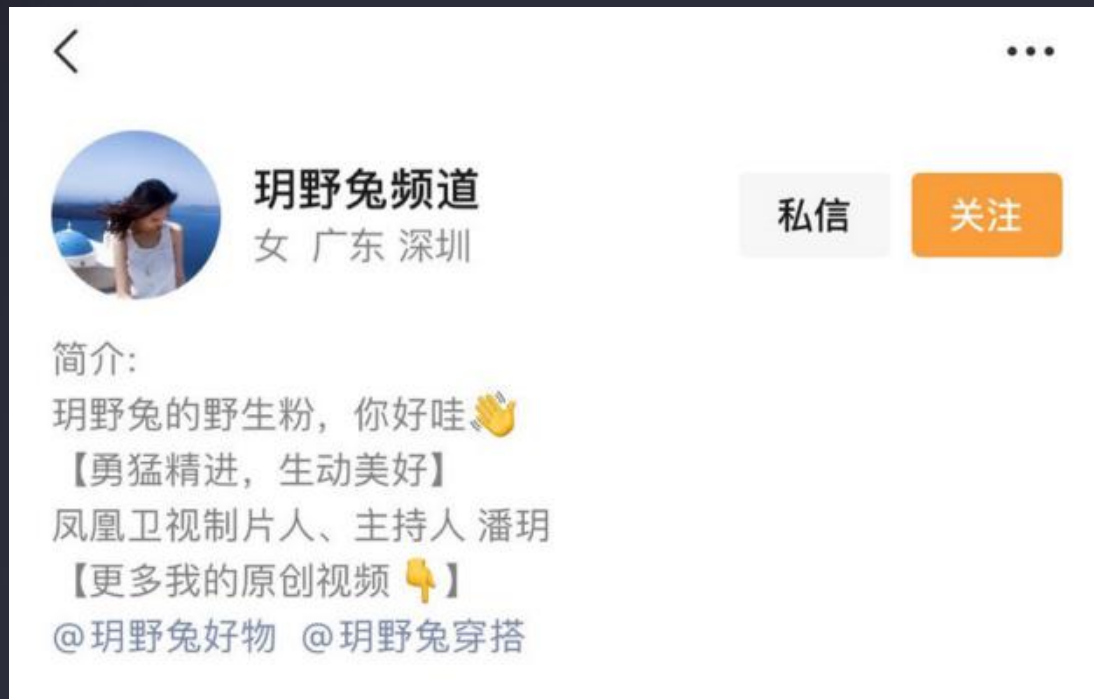 玥野兔频道
女 广东 深圳
私信
关注
简介:
玥野兔的野生粉，你好哇👋
【勇猛精进，生动美好】
凤凰卫视制片人、主持人 潘玥
【更多我的原创视频👇】
@玥野兔好物 @玥野兔穿搭